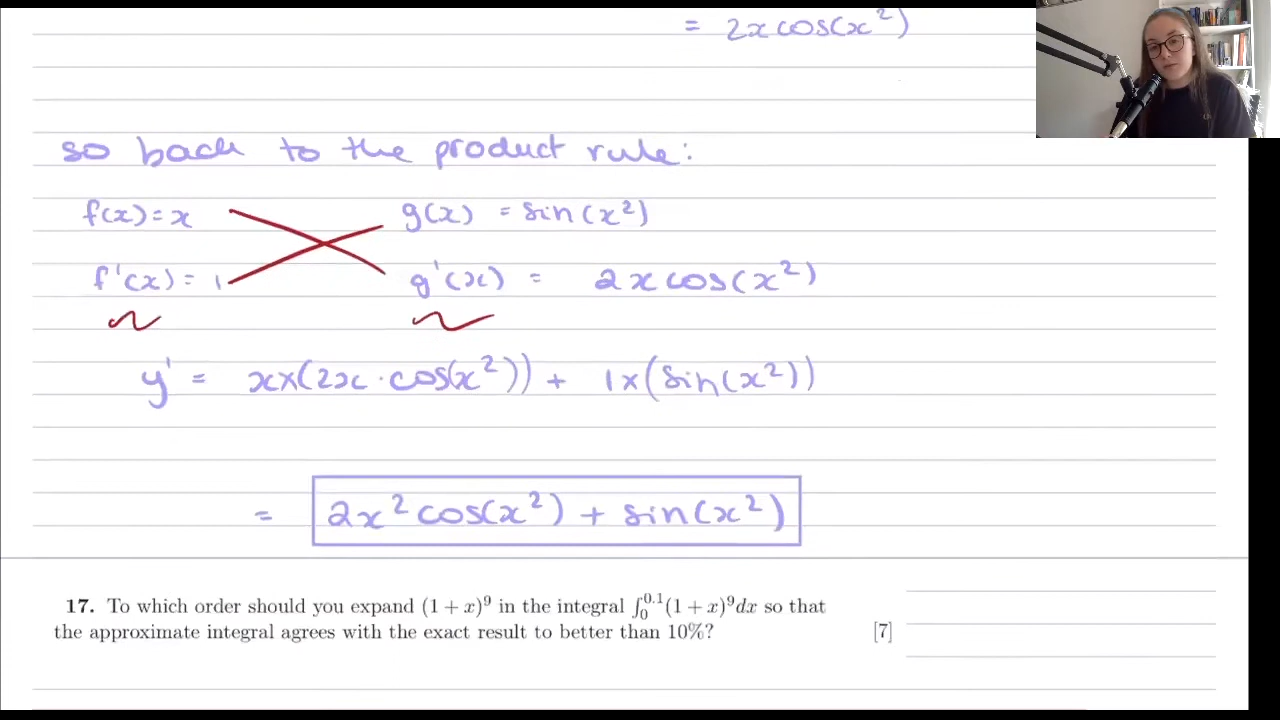 = 2x cos(x²)
so back to the product rule:
f(x) = x g(x) = sin(x²)
f'(x) = 1 g'(x) = 2x cos(x²)
y' = x×(2x · cos(x²)) + 1×(sin(x²))
= 2x² cos(x²) + sin(x²)
17. To which order should you expand (1 + x)⁹ in the integral ∫₀^0.1 (1 + x)⁹dx so that
the approximate integral agrees with the exact result to better than 10%? [7]